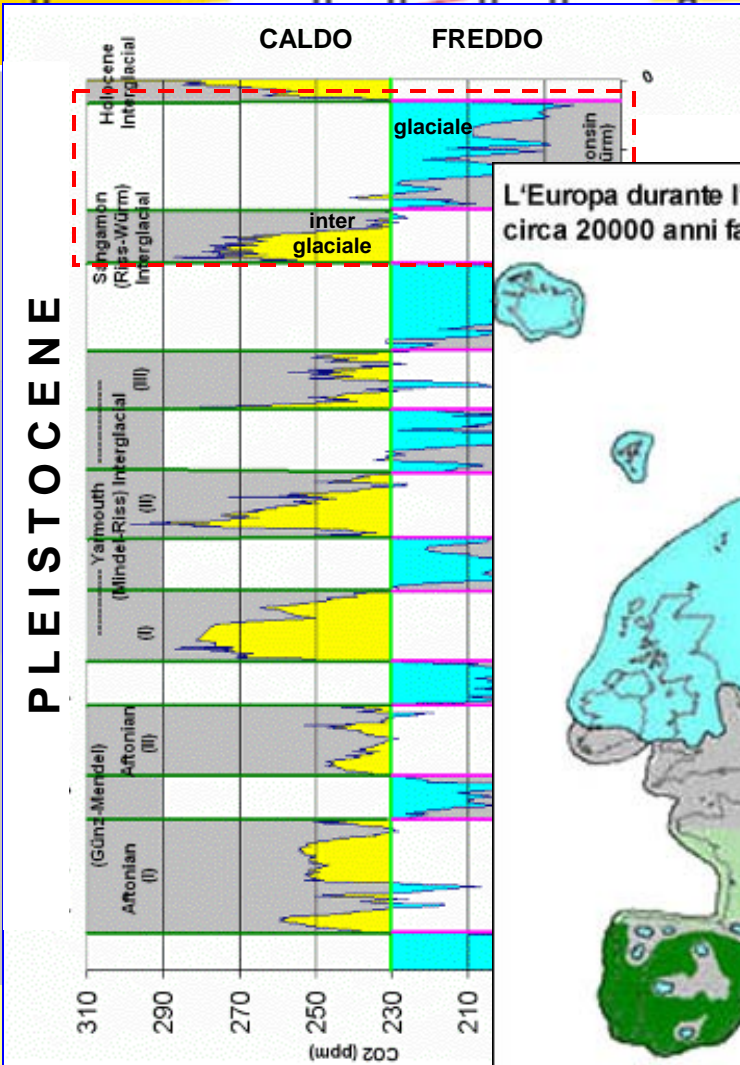 CALDO FREDDO
PLEISTOCENE
Holocene
Interglacial
0
glaciale
inter
glaciale
Sangamon
(Riss-Würm)
Interglacial
L'Europa durante l
circa 20000 anni fa
(III)
---------- Yarmouth ----------
(Mindel-Riss) Interglacial
(II)
(I)
(Günz-Mendel)
Aftonian
(II)
Aftonian
(I)
310
290
270
250
230
210
CO2 (ppm)